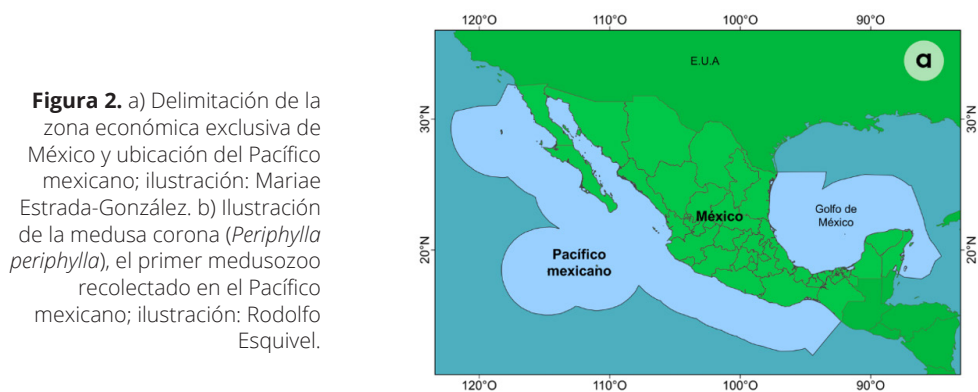 Figura 2. a) Delimitación de la
zona económica exclusiva de
México y ubicación del Pacífico
mexicano; ilustración: Mariae
Estrada-González. b) Ilustración
de la medusa corona (Periphylla
periphylla), el primer medusozoo
recolectado en el Pacífico
mexicano; ilustración: Rodolfo
Esquivel.
120°O 110°O 100°O 90°O
E.U.A
a
30°N 30°N
México
Golfo de
México
20°N 20°N
Pacífico
mexicano
120°O 110°O 100°O 90°O